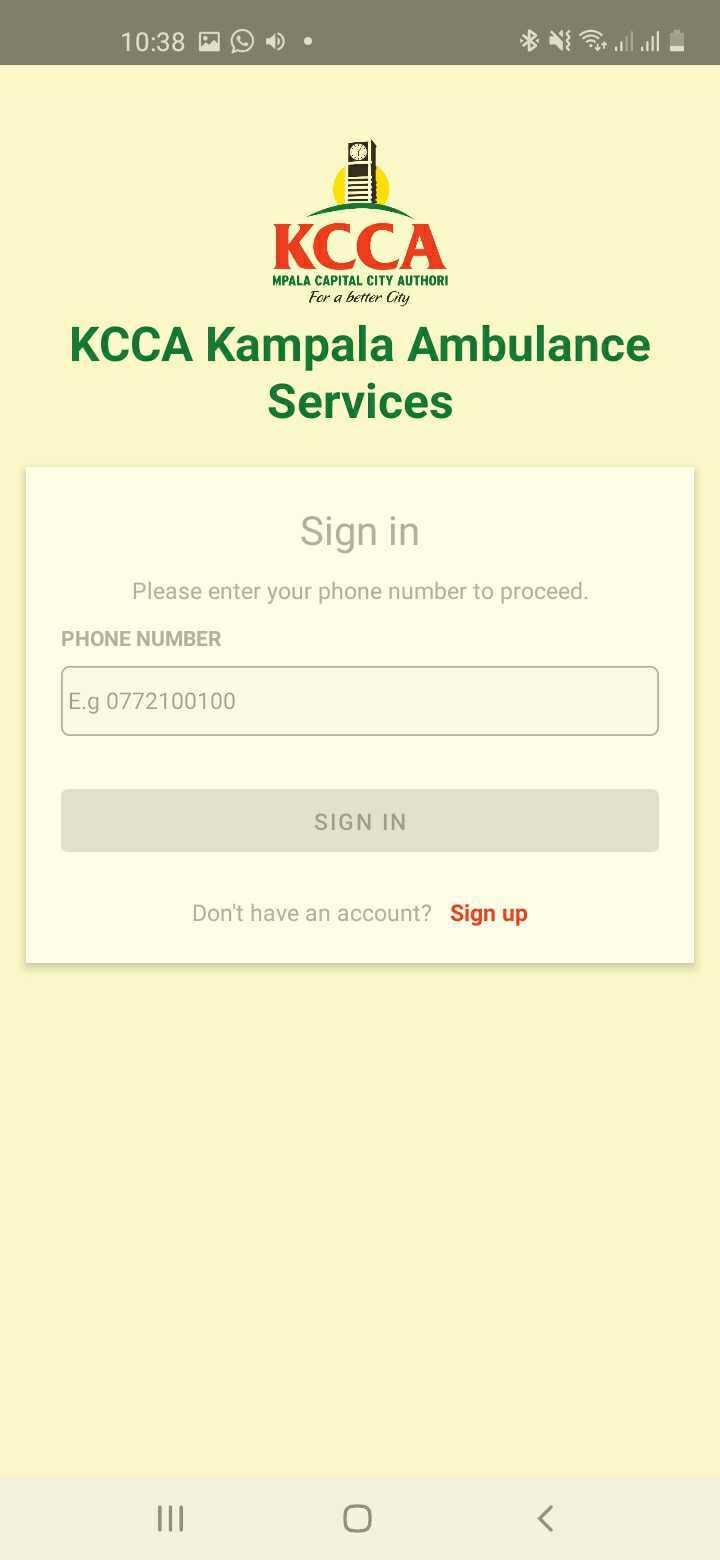 10:38
KCCA
MPALA CAPITAL CITY AUTHORI
For a better City
KCCA Kampala Ambulance
Services
Sign in
Please enter your phone number to proceed.
PHONE NUMBER
E.g 0772100100
SIGN IN
Don't have an account? Sign up